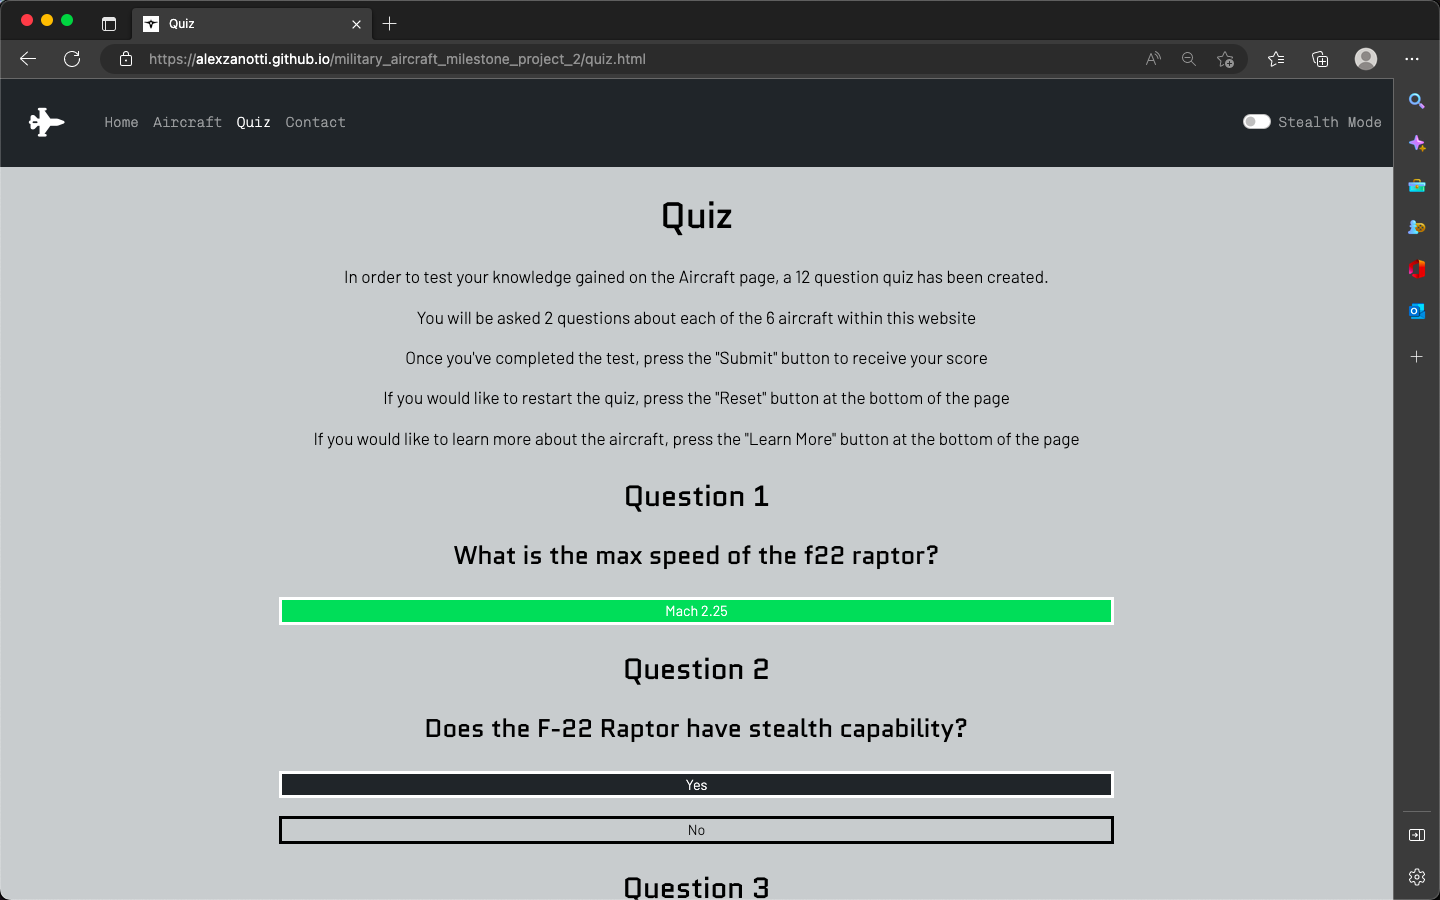 Quiz
https://alexzanotti.github.io/military_aircraft_milestone_project_2/quiz.html
Home Aircraft Quiz Contact Stealth Mode
Quiz
In order to test your knowledge gained on the Aircraft page, a 12 question quiz has been created.
You will be asked 2 questions about each of the 6 aircraft within this website
Once you've completed the test, press the "Submit" button to receive your score
If you would like to restart the quiz, press the "Reset" button at the bottom of the page
If you would like to learn more about the aircraft, press the "Learn More" button at the bottom of the page
Question 1
What is the max speed of the f22 raptor?
Mach 2.25
Question 2
Does the F-22 Raptor have stealth capability?
Yes
No
Question 3